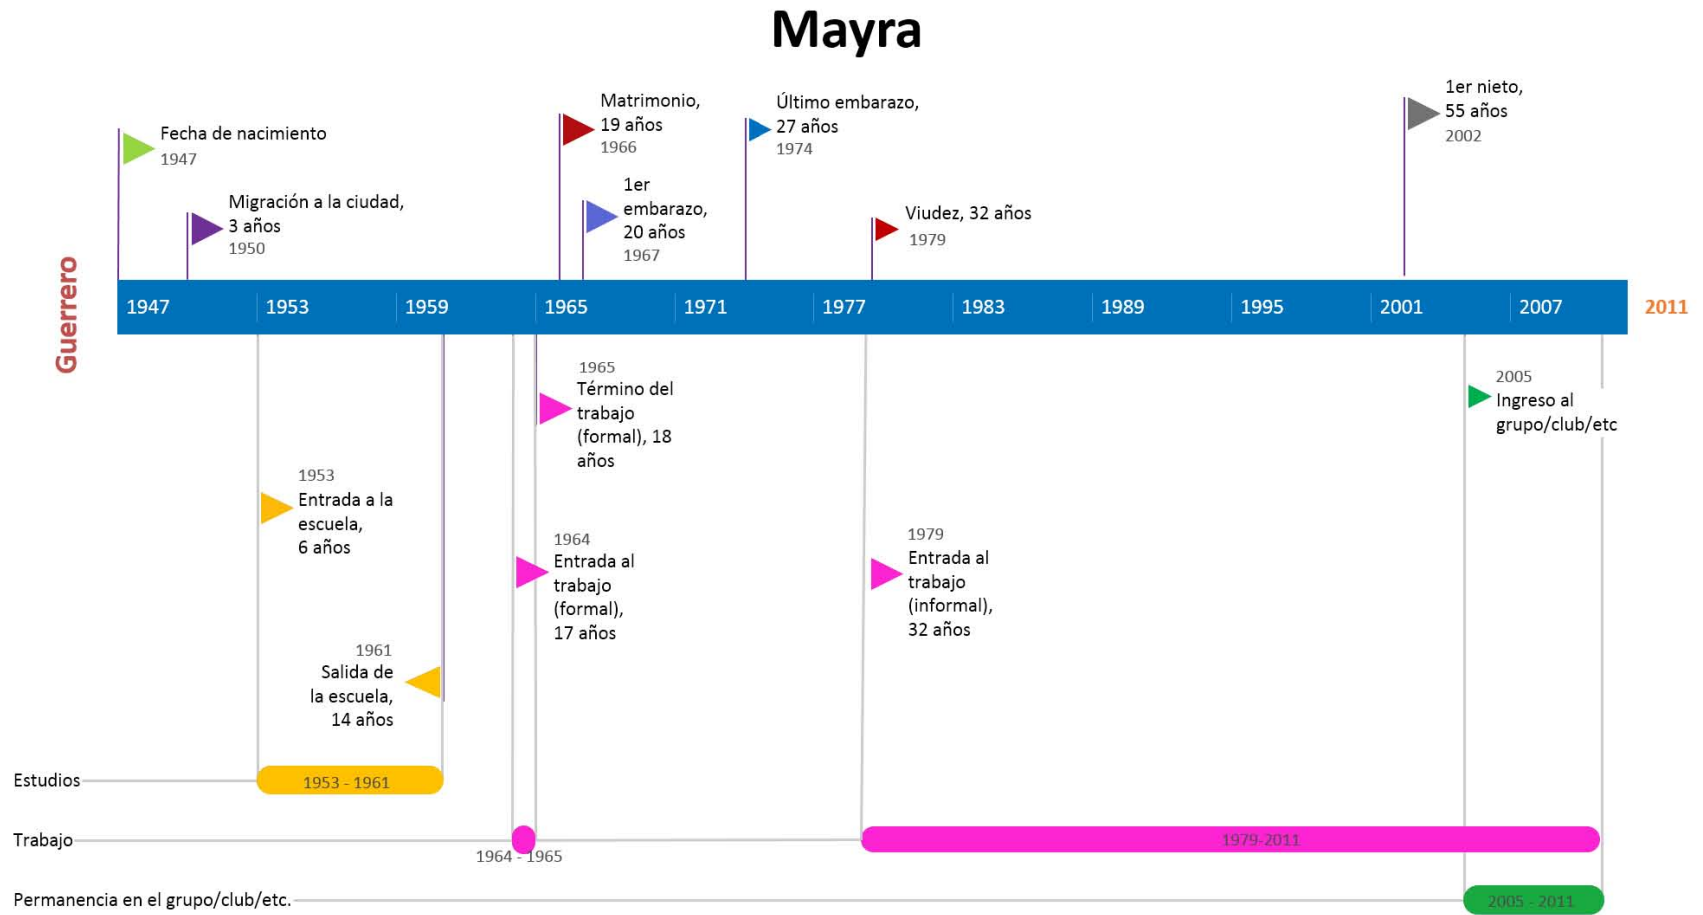 Mayra
Fecha de nacimiento
1947
Migración a la ciudad,
3 años
1950
Matrimonio,
19 años
1966
1er
embarazo,
20 años
1967
Último embarazo,
27 años
1974
Viudez, 32 años
1979
1er nieto,
55 años
2002
Guerrero
1947 1953 1959 1965 1971 1977 1983 1989 1995 2001 2007 2011
1965
Término del
trabajo
(formal), 18
años
2005
Ingreso al
grupo/club/etc
1953
Entrada a la
escuela,
6 años
1964
Entrada al
trabajo
(formal),
17 años
1979
Entrada al
trabajo
(informal),
32 años
1961
Salida de
la escuela,
14 años
Estudios
1953 - 1961
Trabajo
1964 - 1965
1979-2011
Permanencia en el grupo/club/etc.
2005 - 2011